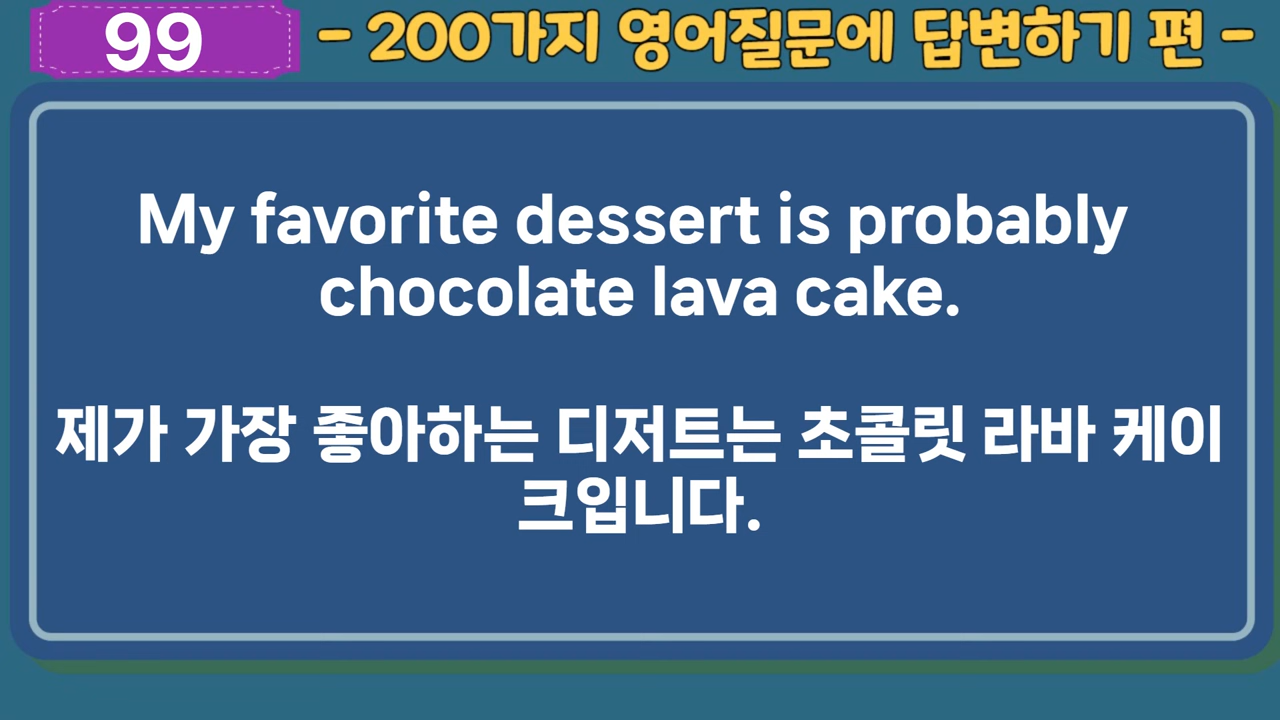 99
- 200가지 영어질문에 답변하기 편 -
My favorite dessert is probably
chocolate lava cake.
제가 가장 좋아하는 디저트는 초콜릿 라바 케이
크입니다.